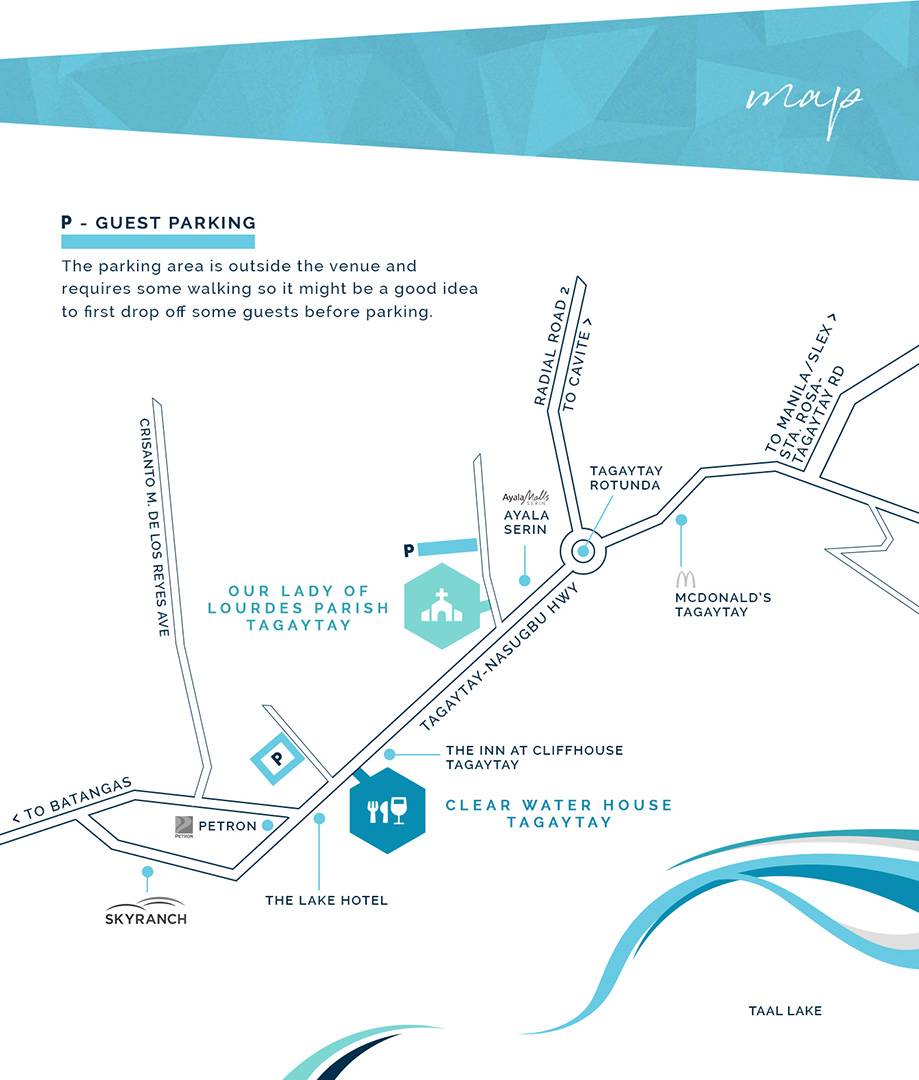 map
P - GUEST PARKING
The parking area is outside the venue and
requires some walking so it might be a good idea
to first drop off some guests before parking.
RADIAL ROAD 2
TO CAVITE >
TO MANILA/SLEX >
STA. ROSA-
TAGAYTAY RD
CRISANTO M. DE LOS REYES AVE
TAGAYTAY
ROTUNDA
AyalaMalls
SERIN
AYALA
SERIN
P
OUR LADY OF
LOURDES PARISH
TAGAYTAY
MCDONALD'S
TAGAYTAY
TAGAYTAY-NASUGBU HWY
P
THE INN AT CLIFFHOUSE
TAGAYTAY
< TO BATANGAS
CLEAR WATER HOUSE
TAGAYTAY
PETRON
PETRON
THE LAKE HOTEL
SKYRANCH
TAAL LAKE